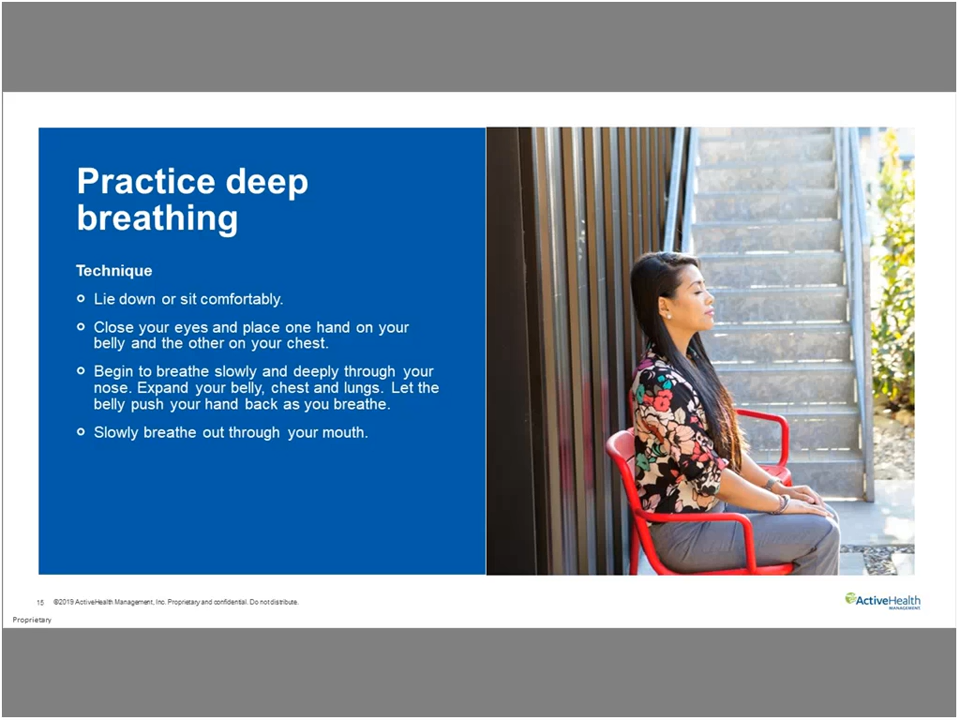 Practice deep
breathing
Technique
Lie down or sit comfortably.
Close your eyes and place one hand on your
belly and the other on your chest.
Begin to breathe slowly and deeply through your
nose. Expand your belly, chest and lungs. Let the
belly push your hand back as you breathe.
Slowly breathe out through your mouth.
15 ©2019 ActiveHealth Management, Inc. Proprietary and confidential. Do not distribute.
ActiveHealth
MANAGEMENT.
Proprietary